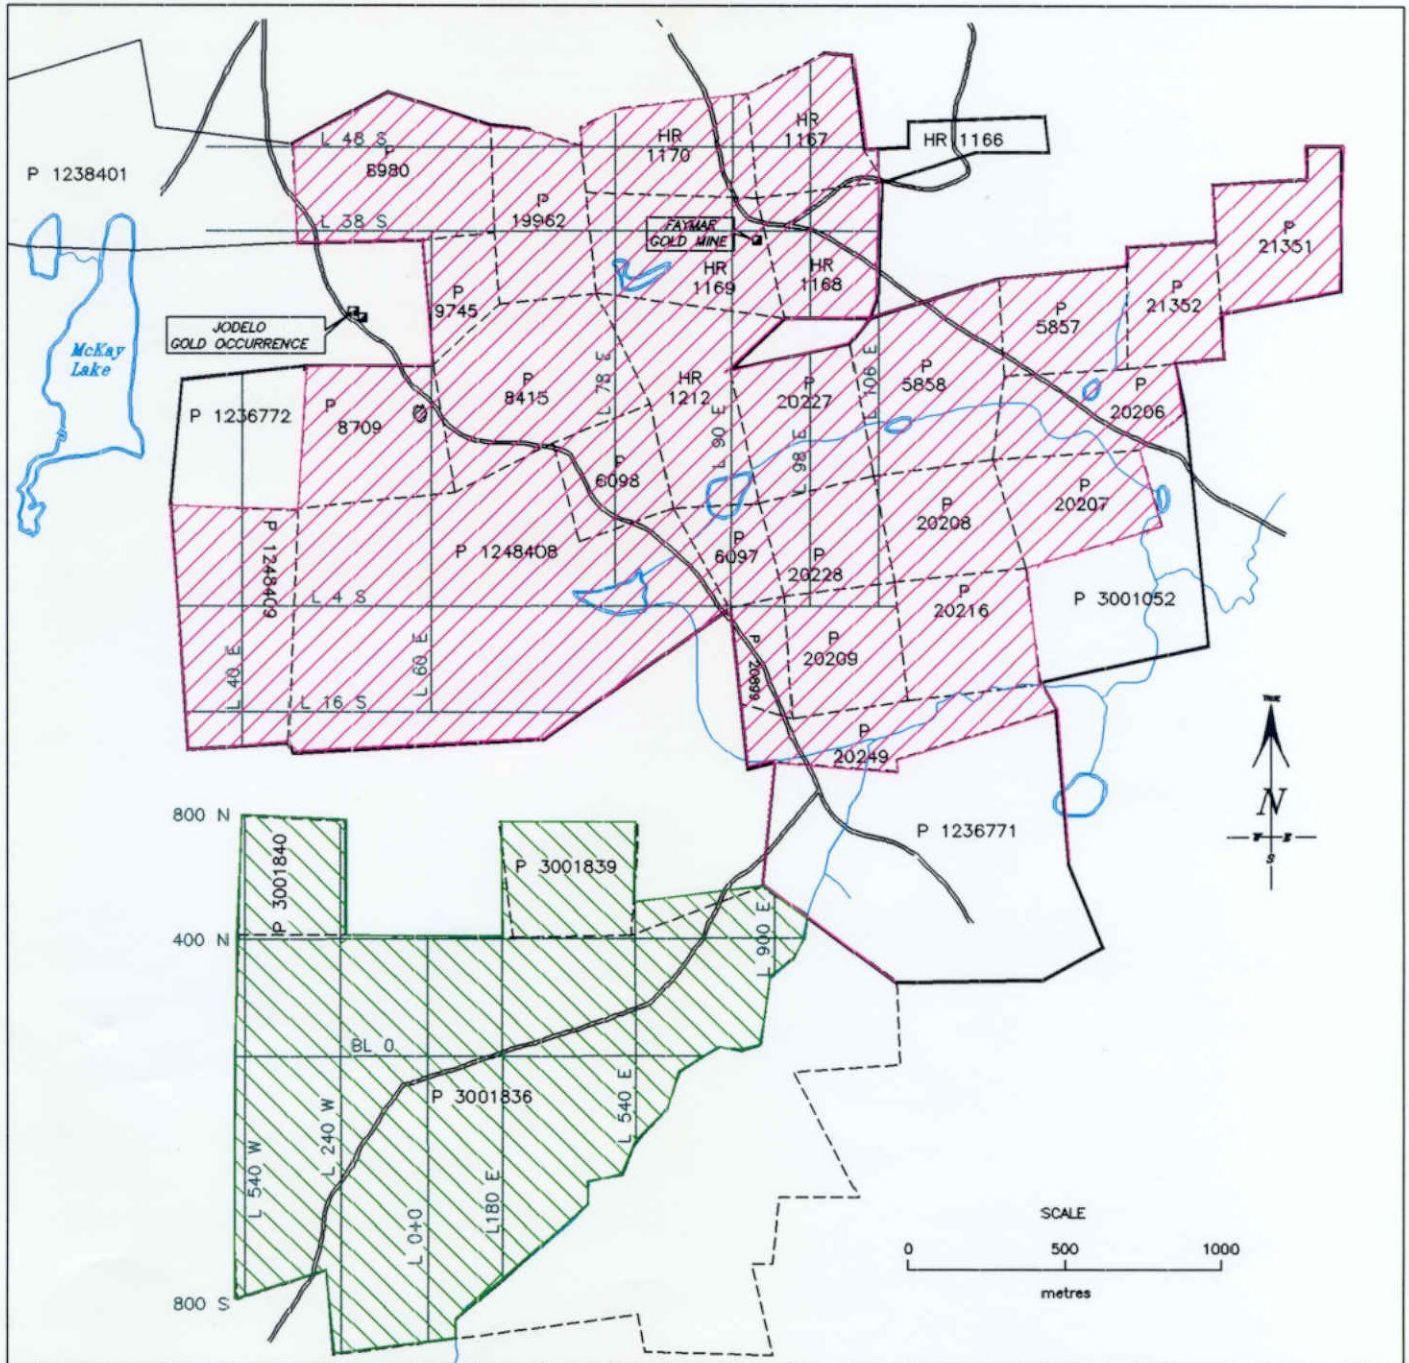 L 48 S
P
8980
HR
1170
HR
1167
HR 1166
P 1238401
P
19962
L 38 S
FAYMAR
GOLD MINE
P
21351
HR
1169
HR
1168
P
9745
P
21352
P
5857
JODELO
GOLD OCCURRENCE
McKay
Lake
L 78 E
L 106 E
P
8415
HR
1212
P
20227
P
5858
P
20206
P 1236772
P
8709
L 90 E
L 98 E
P
6098
P
20207
P
20208
P 1248409
P 1248408
P
6097
P
20228
L 4 S
P
20216
P 3001052
P
20209
P 20899
L 40 E
L 60 E
L 16 S
P
20249
TRUE
N
W E
S
800 N
P 3001840
P 3001839
P 1236771
400 N
L 900 E
BL 0
P 3001836
L 540 W
L 240 W
L 0+0
L180 E
L 540 E
SCALE
0 500 1000
metres
800 S